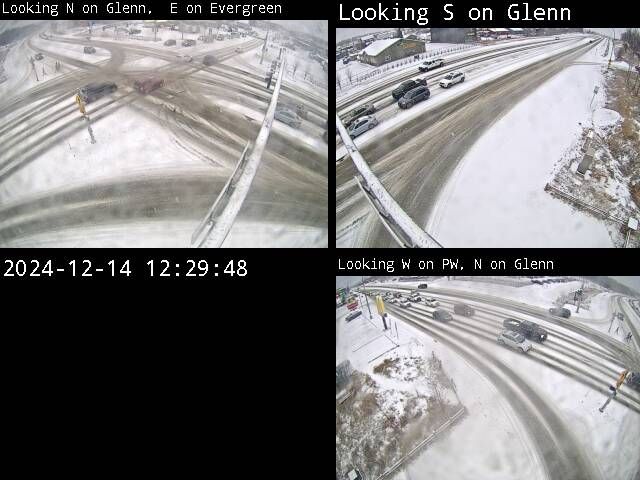 Looking N on Glenn,  E on Evergreen
Looking S on Glenn
2024-12-14 12:29:48
Looking W on PW, N on Glenn